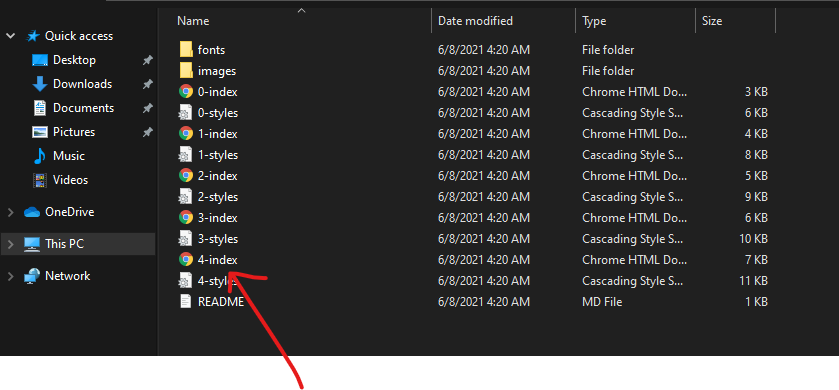 Name Date modified Type Size
Quick access
Desktop
Downloads
Documents
Pictures
Music
Videos
OneDrive
This PC
Network
fonts 6/8/2021 4:20 AM File folder
images 6/8/2021 4:20 AM File folder
0-index 6/8/2021 4:20 AM Chrome HTML Do... 3 KB
0-styles 6/8/2021 4:20 AM Cascading Style S... 6 KB
1-index 6/8/2021 4:20 AM Chrome HTML Do... 4 KB
1-styles 6/8/2021 4:20 AM Cascading Style S... 8 KB
2-index 6/8/2021 4:20 AM Chrome HTML Do... 5 KB
2-styles 6/8/2021 4:20 AM Cascading Style S... 9 KB
3-index 6/8/2021 4:20 AM Chrome HTML Do... 6 KB
3-styles 6/8/2021 4:20 AM Cascading Style S... 10 KB
4-index 6/8/2021 4:20 AM Chrome HTML Do... 7 KB
4-styles 6/8/2021 4:20 AM Cascading Style S... 11 KB
README 6/8/2021 4:20 AM MD File 1 KB